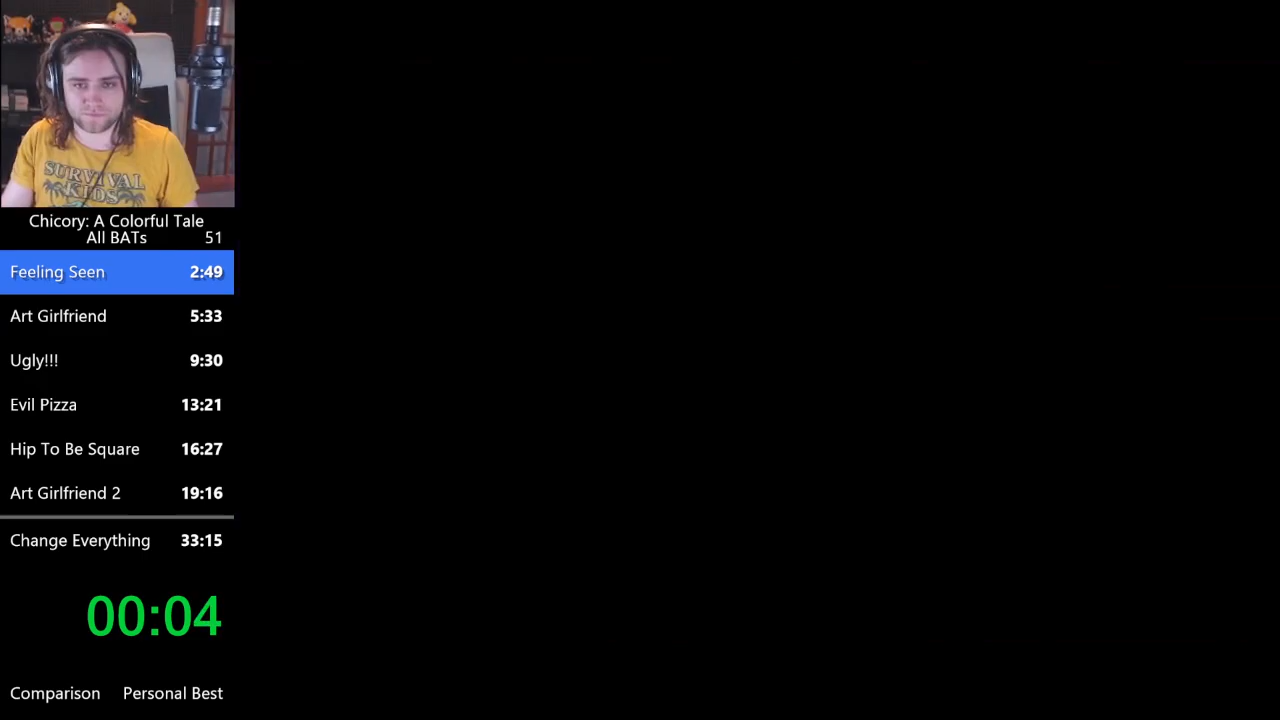 SURVIVAL
KIDS
Chicory: A Colorful Tale
All BATs 51
Feeling Seen 2:49
Art Girlfriend 5:33
Ugly!!! 9:30
Evil Pizza 13:21
Hip To Be Square 16:27
Art Girlfriend 2 19:16
Change Everything 33:15
00:04
Comparison Personal Best